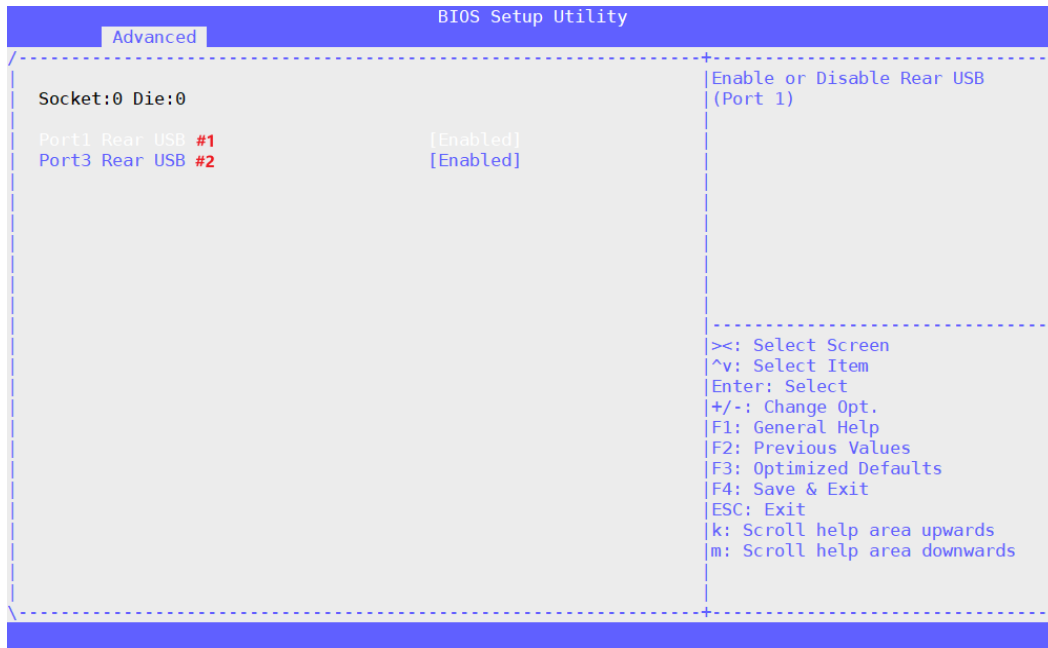 BIOS Setup Utility
Advanced
Socket:0 Die:0
Port1 Rear USB #1 [Enabled]
Port3 Rear USB #2 [Enabled]
Enable or Disable Rear USB
(Port 1)
><: Select Screen
^v: Select Item
Enter: Select
+/-: Change Opt.
F1: General Help
F2: Previous Values
F3: Optimized Defaults
F4: Save & Exit
ESC: Exit
k: Scroll help area upwards
m: Scroll help area downwards